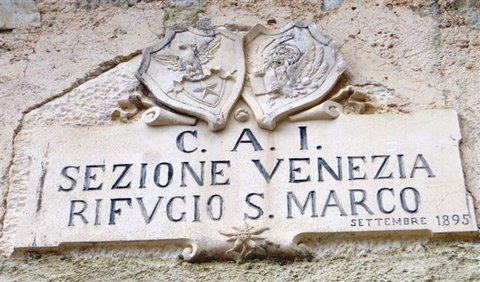 C. A. I.
SEZIONE VENEZIA
RIFVGIO S. MARCO
SETTEMBRE 1895